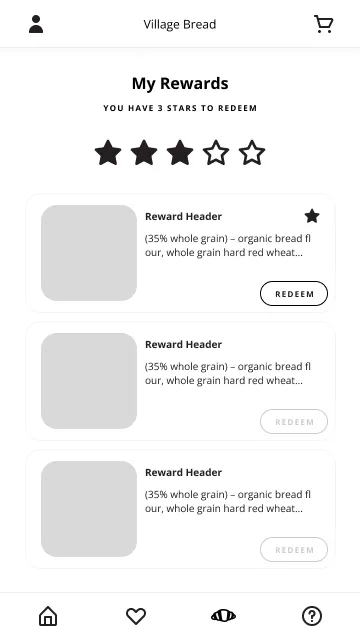 Village Bread
My Rewards
YOU HAVE 3 STARS TO REDEEM
Reward Header
(35% whole grain) – organic bread fl
our, whole grain hard red wheat...
REDEEM
Reward Header
(35% whole grain) – organic bread fl
our, whole grain hard red wheat...
REDEEM
Reward Header
(35% whole grain) – organic bread fl
our, whole grain hard red wheat...
REDEEM